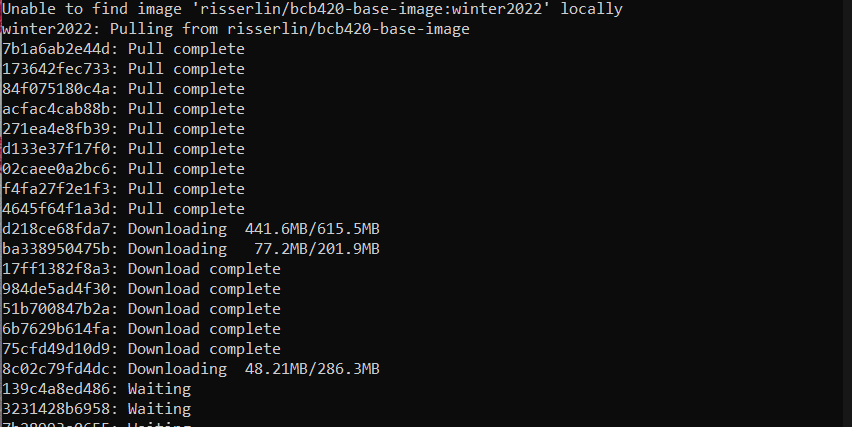 Unable to find image 'risserlin/bcb420-base-image:winter2022' locally
winter2022: Pulling from risserlin/bcb420-base-image
7b1a6ab2e44d: Pull complete
173642fec733: Pull complete
84f075180c4a: Pull complete
acfac4cab88b: Pull complete
271ea4e8fb39: Pull complete
d133e37f17f0: Pull complete
02caee0a2bc6: Pull complete
f4fa27f2e1f3: Pull complete
4645f64f1a3d: Pull complete
d218ce68fda7: Downloading  441.6MB/615.5MB
ba338950475b: Downloading   77.2MB/201.9MB
17ff1382f8a3: Download complete
984de5ad4f30: Download complete
51b700847b2a: Download complete
6b7629b614fa: Download complete
75cfd49d10d9: Download complete
8c02c79fd4dc: Downloading  48.21MB/286.3MB
139c4a8ed486: Waiting
3231428b6958: Waiting
Waiting